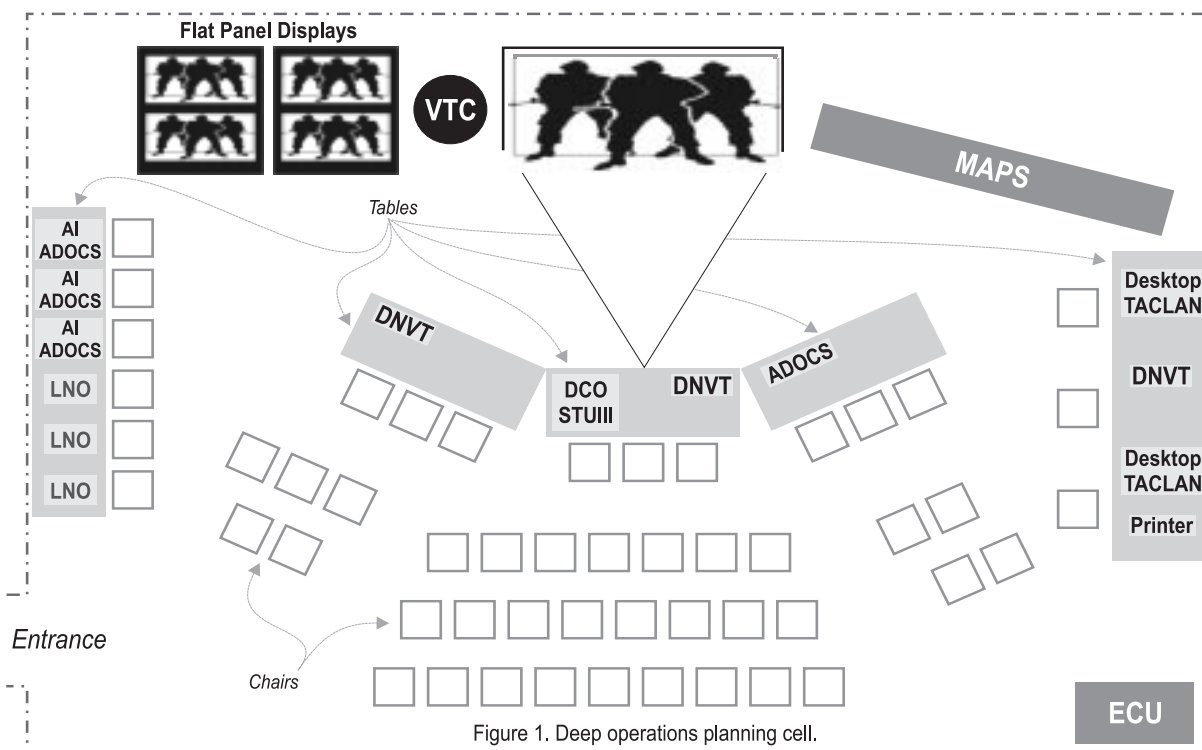 Flat Panel Displays
VTC
MAPS
Tables
AI
ADOCS
AI
ADOCS
AI
ADOCS
LNO
LNO
LNO
DNVT
DCO
STUIII
DNVT
ADOCS
Desktop
TACLAN
DNVT
Desktop
TACLAN
Printer
Entrance
Chairs
ECU
Figure 1. Deep operations planning cell.